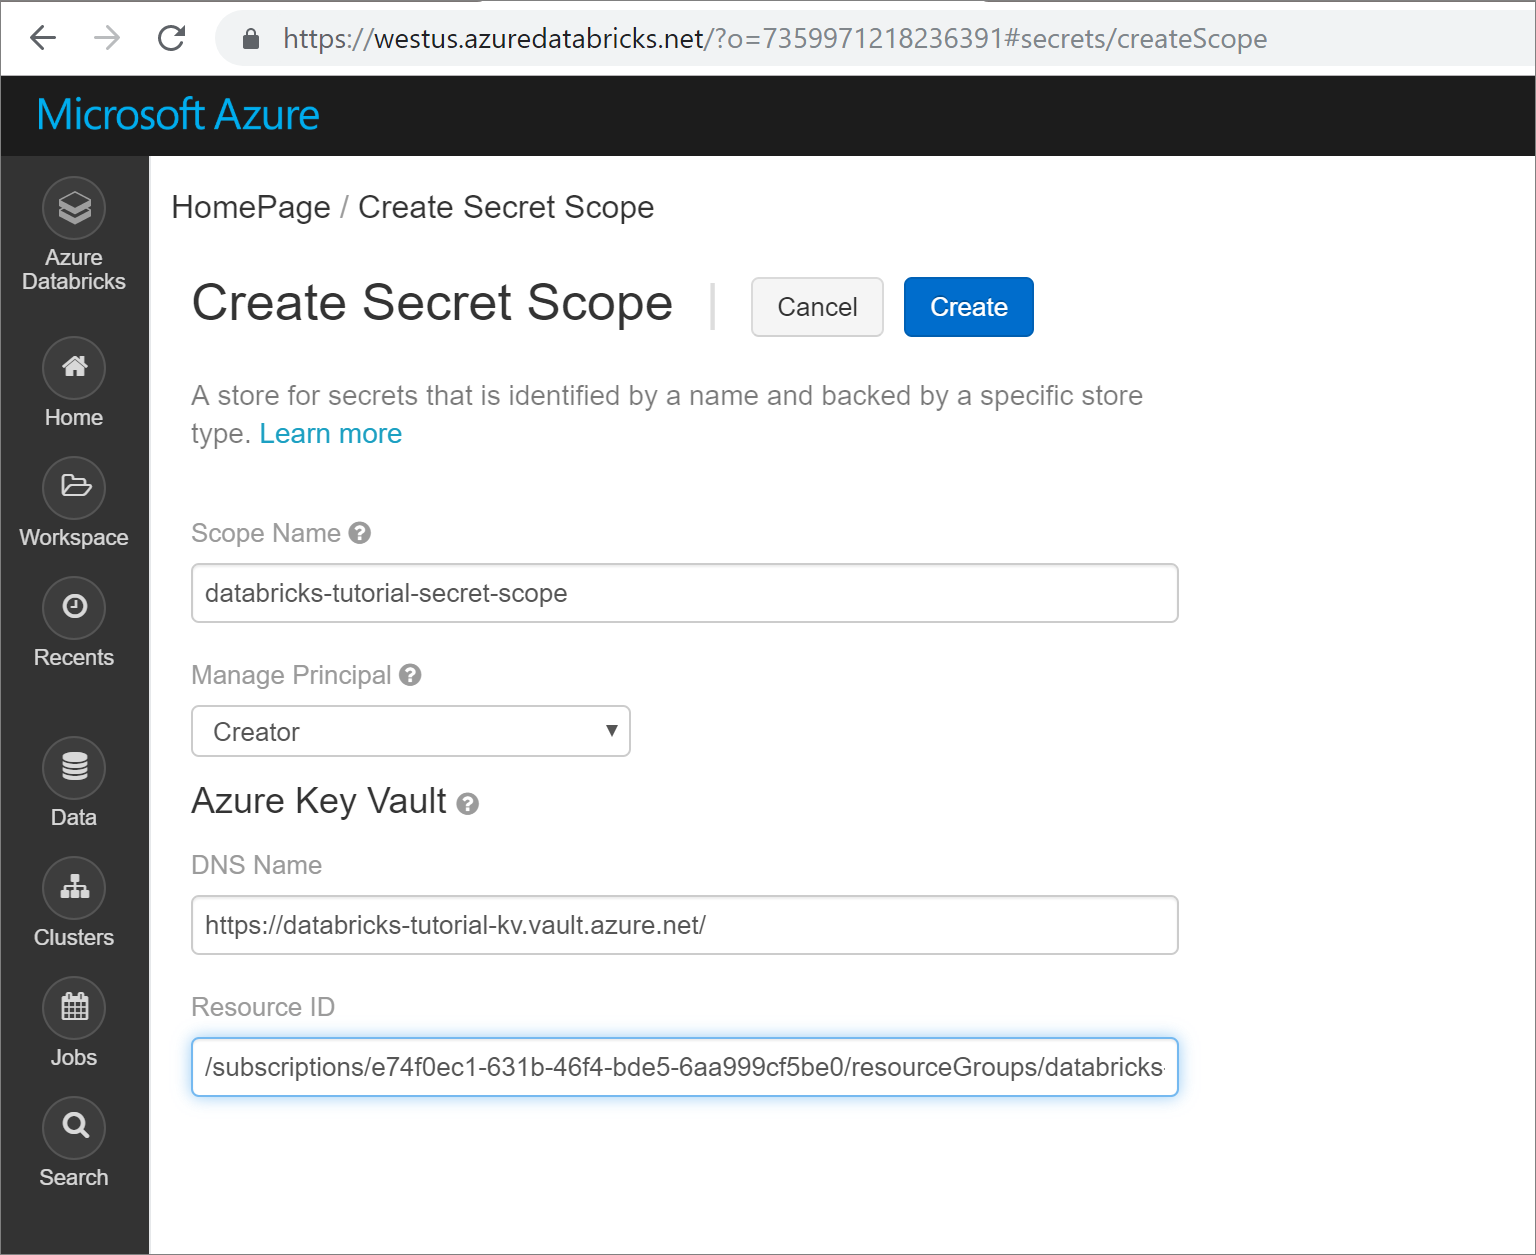 https://westus.azuredatabricks.net/?o=7359971218236391#secrets/createScope
Microsoft Azure
Azure
Databricks
Home
Workspace
Recents
Data
Clusters
Jobs
Search
HomePage / Create Secret Scope
Create Secret Scope | Cancel Create
A store for secrets that is identified by a name and backed by a specific store
type. Learn more
Scope Name ?
databricks-tutorial-secret-scope
Manage Principal ?
Creator
Azure Key Vault ?
DNS Name
https://databricks-tutorial-kv.vault.azure.net/
Resource ID
/subscriptions/e74f0ec1-631b-46f4-bde5-6aa999cf5be0/resourceGroups/databricks-